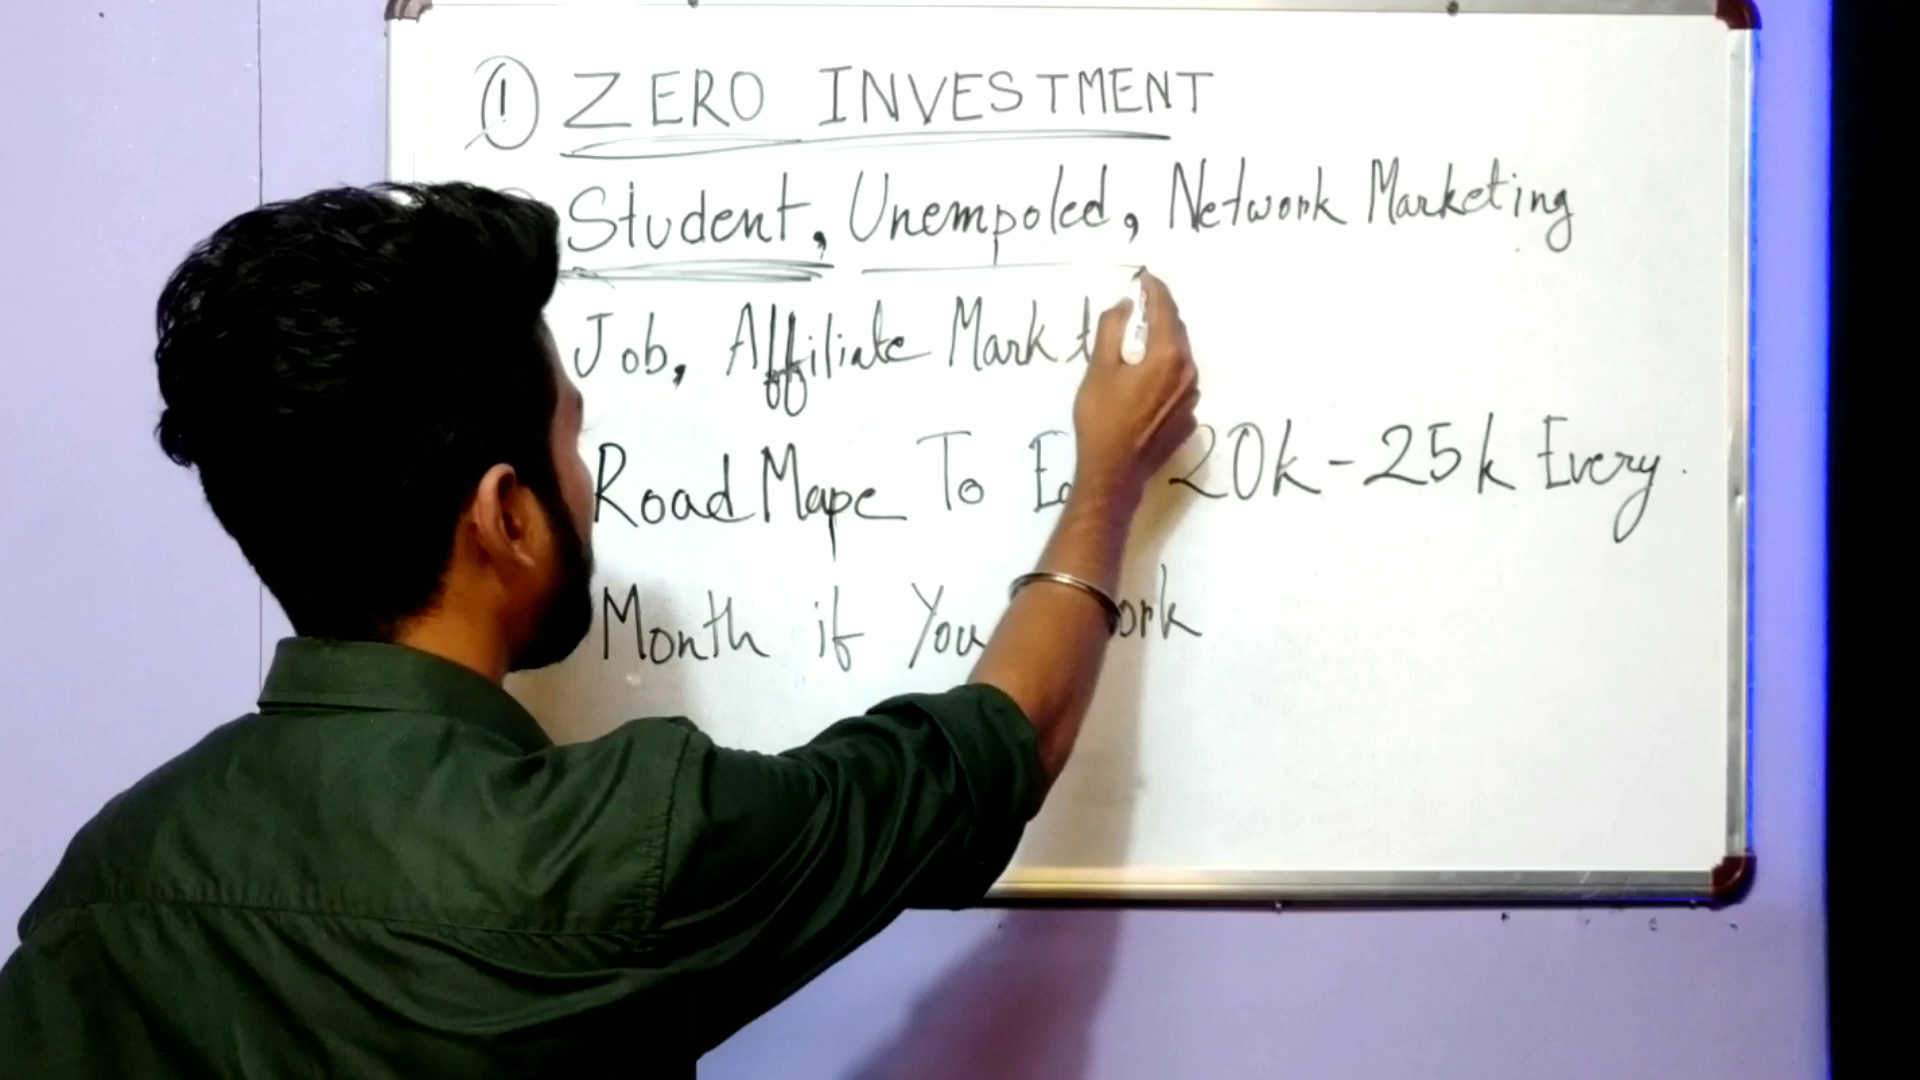 ① ZERO INVESTMENT
Student, Unempoled, Network Marketing
Job, Affiliate Mark
Road Mape To 20k-25k Every
Month if You